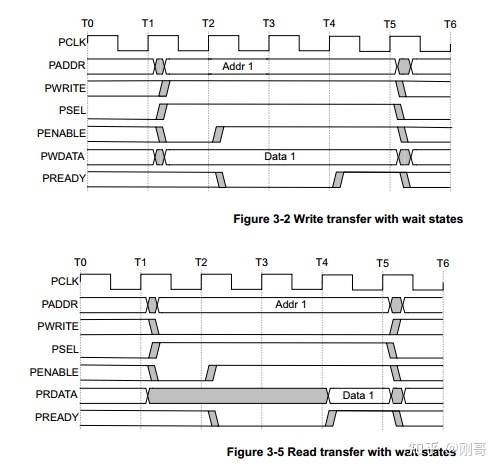 T0 T1 T2 T3 T4 T5 T6
PCLK
PADDR Addr 1
PWRITE
PSEL
PENABLE
PWDATA Data 1
PREADY
Figure 3-2 Write transfer with wait states
T0 T1 T2 T3 T4 T5 T6
PCLK
PADDR Addr 1
PWRITE
PSEL
PENABLE
PRDATA Data 1
PREADY
Figure 3-5 Read transfer with wait states
知乎 @刚哥